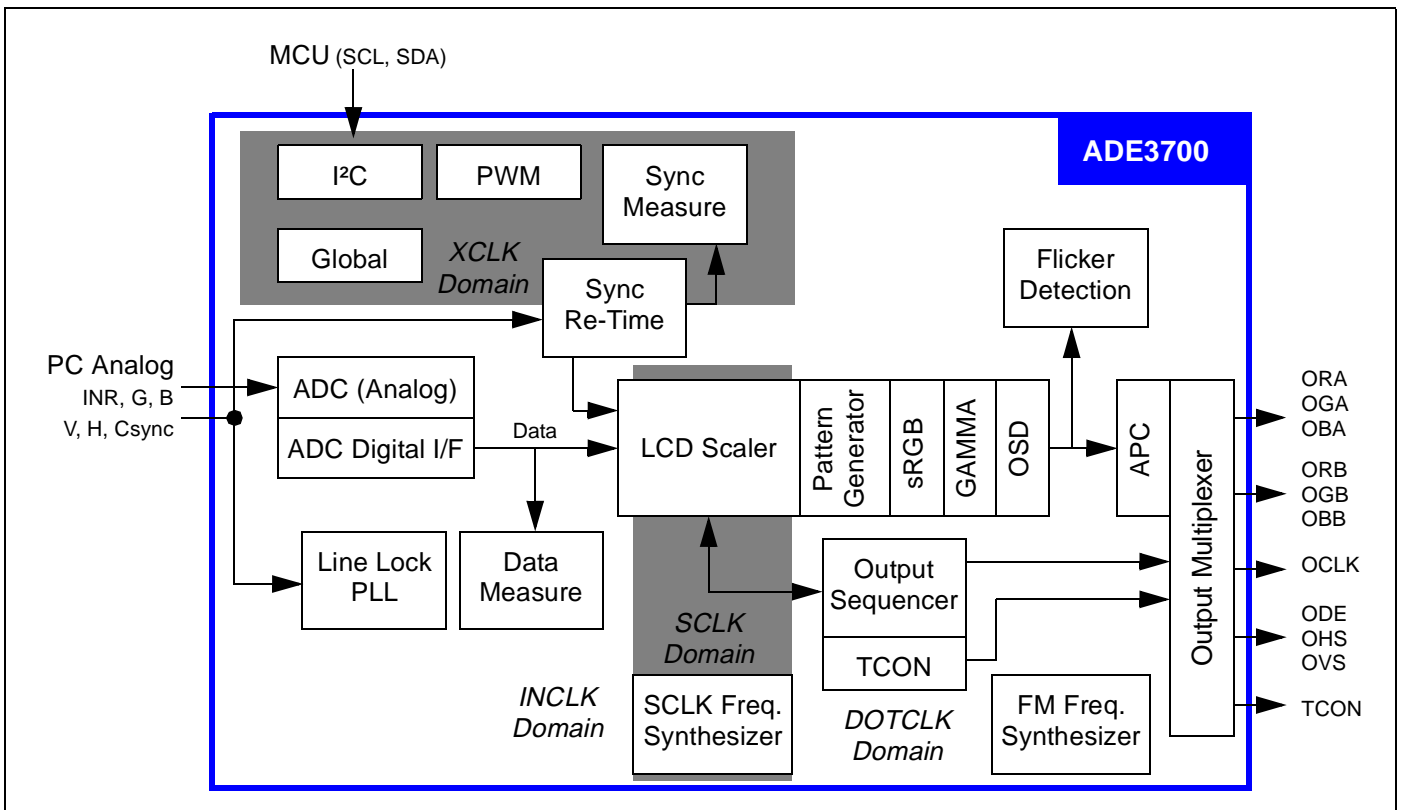 MCU (SCL, SDA)
ADE3700
I²C
PWM
Sync
Measure
Global
XCLK
Domain
Sync
Re-Time
Flicker
Detection
PC Analog
INR, G, B
V, H, Csync
ADC (Analog)
ADC Digital I/F
Data
LCD Scaler
Pattern
Generator
sRGB
GAMMA
OSD
APC
Output Multiplexer
ORA
OGA
OBA
ORB
OGB
OBB
OCLK
ODE
OHS
OVS
TCON
Line Lock
PLL
Data
Measure
Output
Sequencer
TCON
SCLK
Domain
INCLK
Domain
SCLK Freq.
Synthesizer
DOTCLK
Domain
FM Freq.
Synthesizer